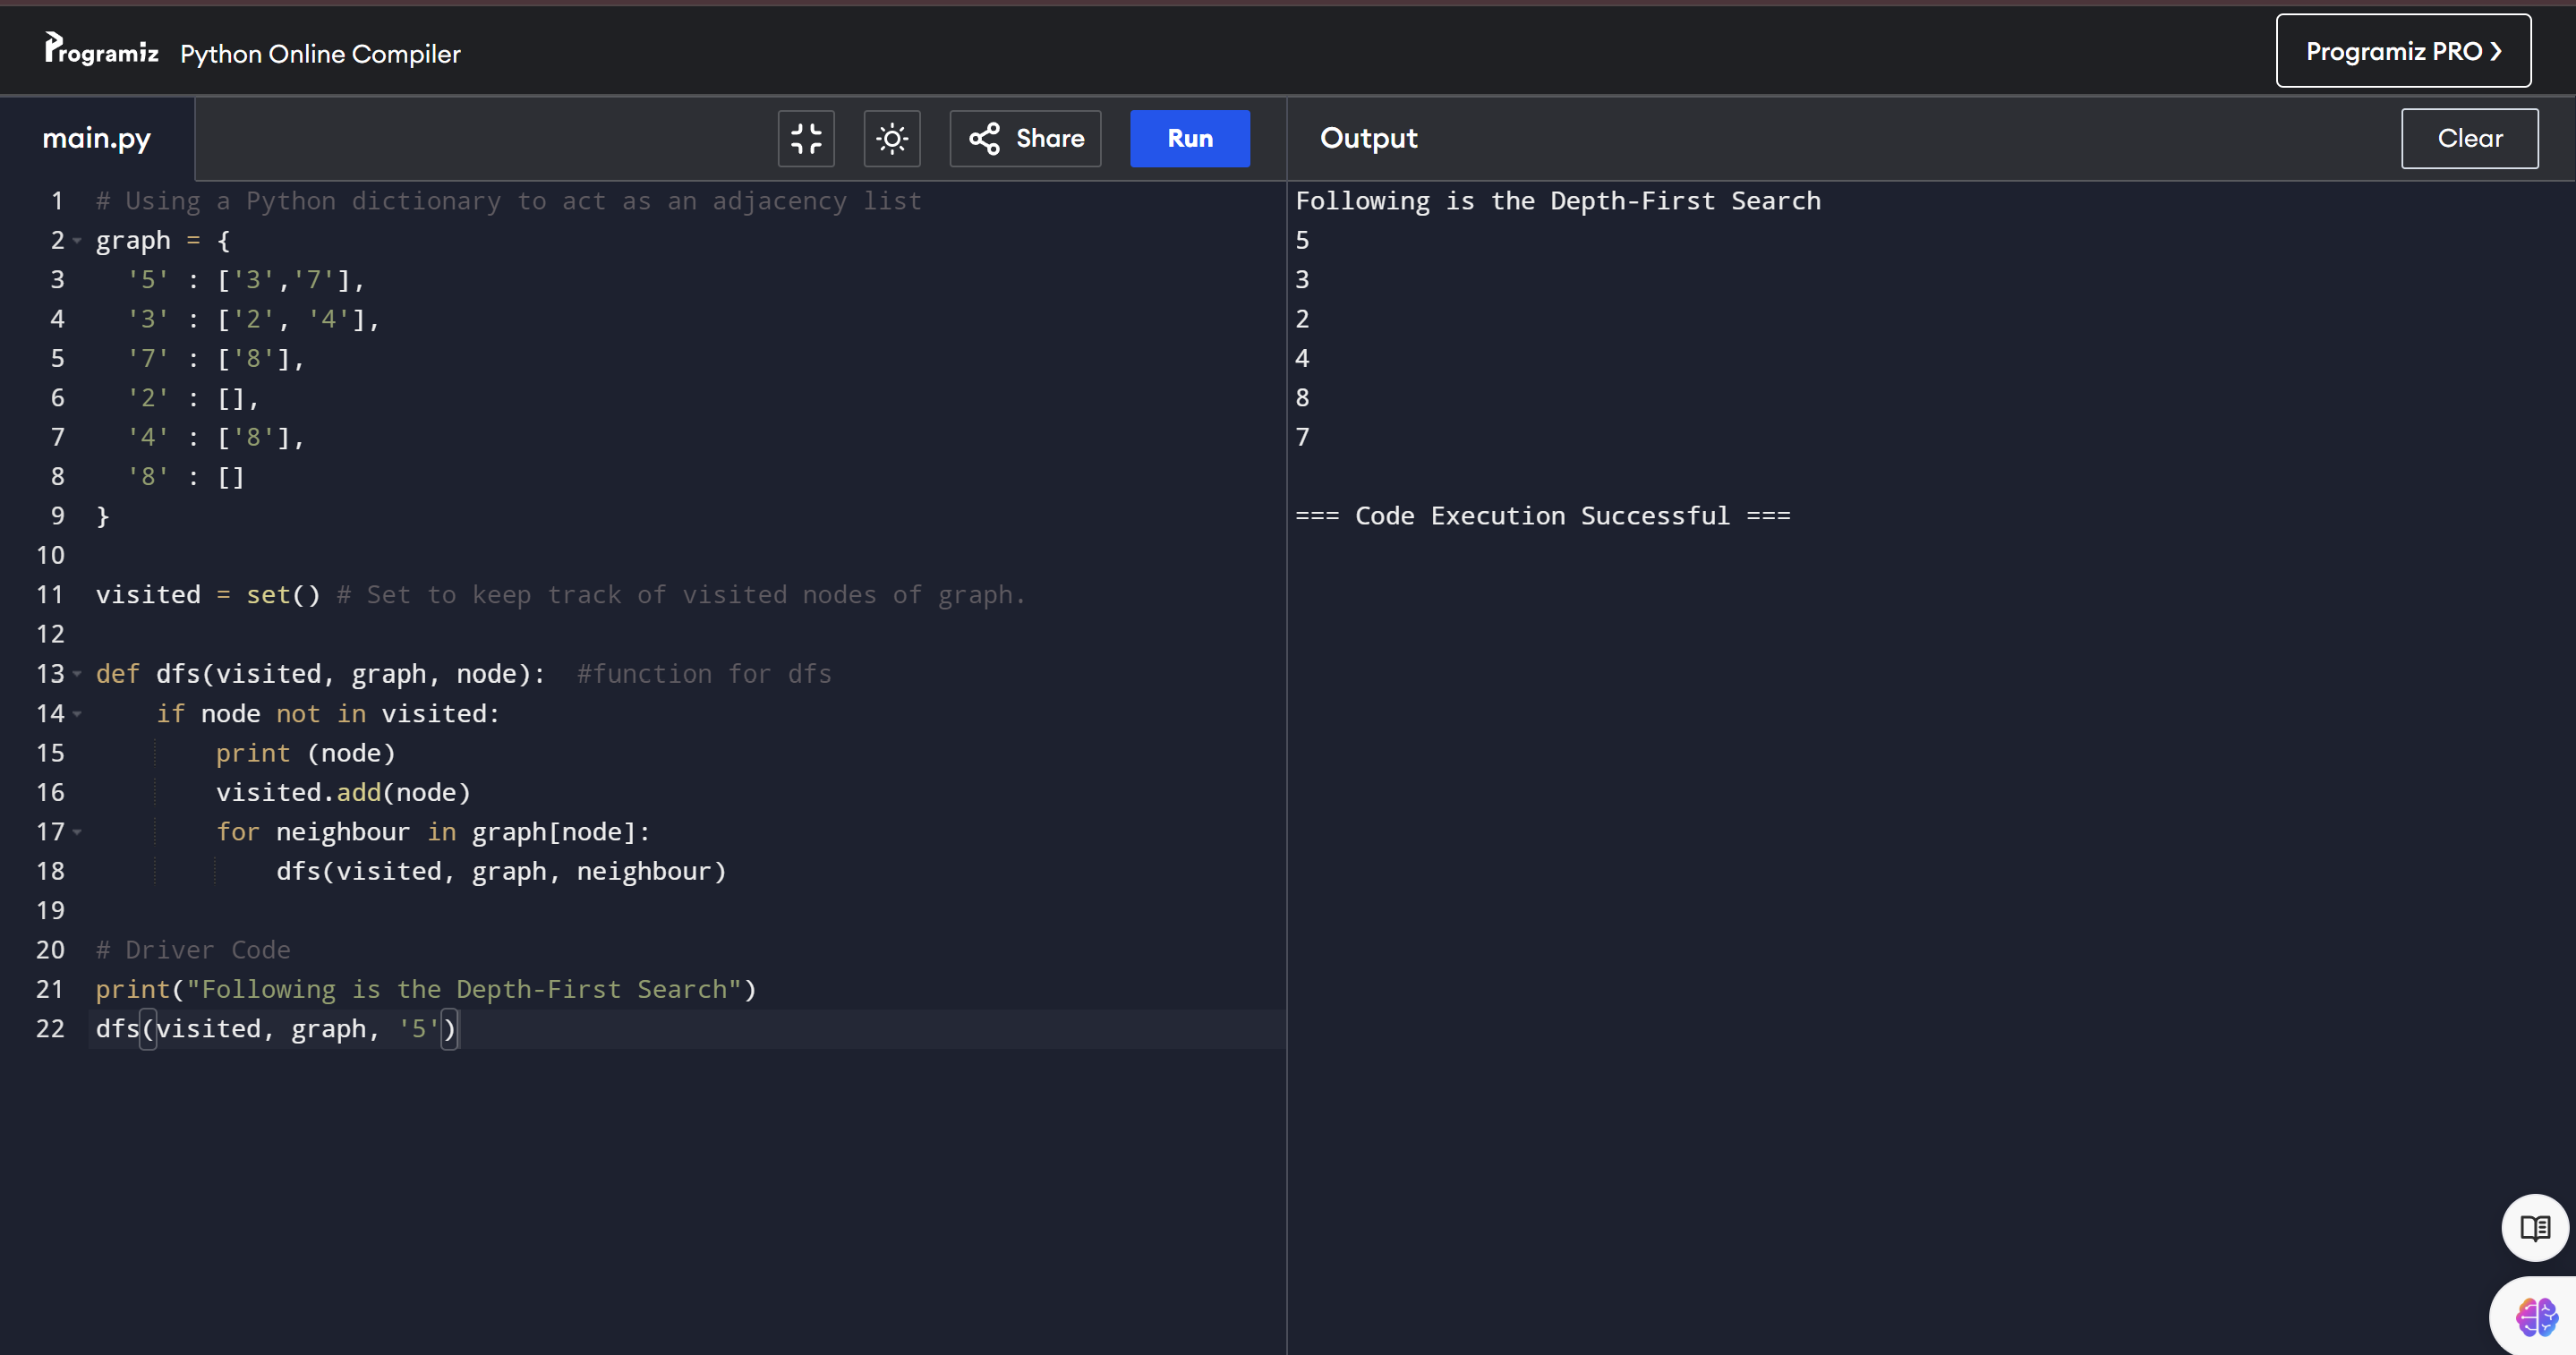 Programiz Python Online Compiler
Programiz PRO ❯
main.py
Share
Run
Output
Clear
1 # Using a Python dictionary to act as an adjacency list
2 graph = {
3   '5' : ['3','7'],
4   '3' : ['2', '4'],
5   '7' : ['8'],
6   '2' : [],
7   '4' : ['8'],
8   '8' : []
9 }
10
11 visited = set() # Set to keep track of visited nodes of graph.
12
13 def dfs(visited, graph, node):  #function for dfs
14     if node not in visited:
15         print (node)
16         visited.add(node)
17         for neighbour in graph[node]:
18             dfs(visited, graph, neighbour)
19
20 # Driver Code
21 print("Following is the Depth-First Search")
22 dfs(visited, graph, '5')
Following is the Depth-First Search
5
3
2
4
8
7
=== Code Execution Successful ===